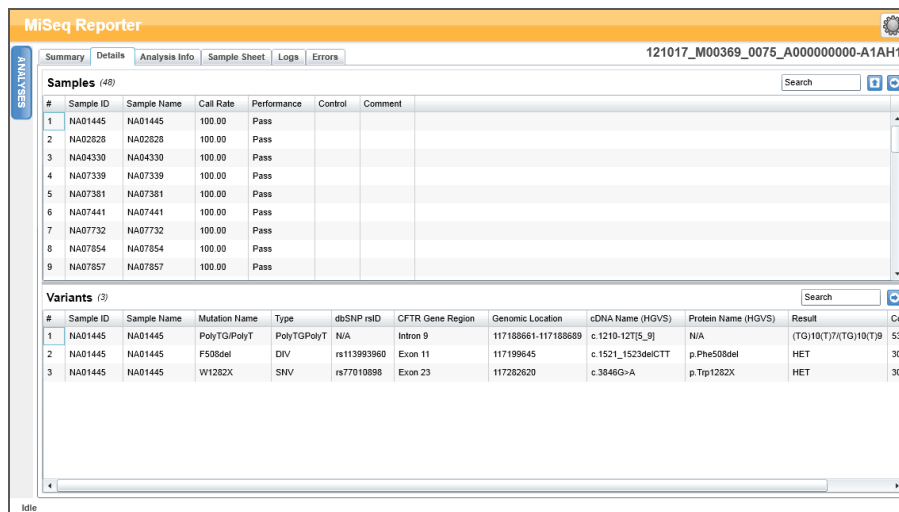 MiSeq Reporter
ANALYSES
Summary Details Analysis Info Sample Sheet Logs Errors 121017_M00369_0075_A000000000-A1AH1
Samples (48) Search
# Sample ID Sample Name Call Rate Performance Control Comment
1 NA01445 NA01445 100.00 Pass
2 NA02828 NA02828 100.00 Pass
3 NA04330 NA04330 100.00 Pass
4 NA07339 NA07339 100.00 Pass
5 NA07381 NA07381 100.00 Pass
6 NA07441 NA07441 100.00 Pass
7 NA07732 NA07732 100.00 Pass
8 NA07854 NA07854 100.00 Pass
9 NA07857 NA07857 100.00 Pass
Variants (3) Search
# Sample ID Sample Name Mutation Name Type dbSNP rsID CFTR Gene Region Genomic Location cDNA Name (HGVS) Protein Name (HGVS) Result
1 NA01445 NA01445 PolyTG/PolyT PolyTGPolyT N/A Intron 9 117188661-117188689 c.1210-12T[5_9] N/A (TG)10(T)7/(TG)10(T)9
2 NA01445 NA01445 F508del DIV rs113993960 Exon 11 117199645 c.1521_1523delCTT p.Phe508del HET
3 NA01445 NA01445 W1282X SNV rs77010898 Exon 23 117282620 c.3846G>A p.Trp1282X HET
Idle